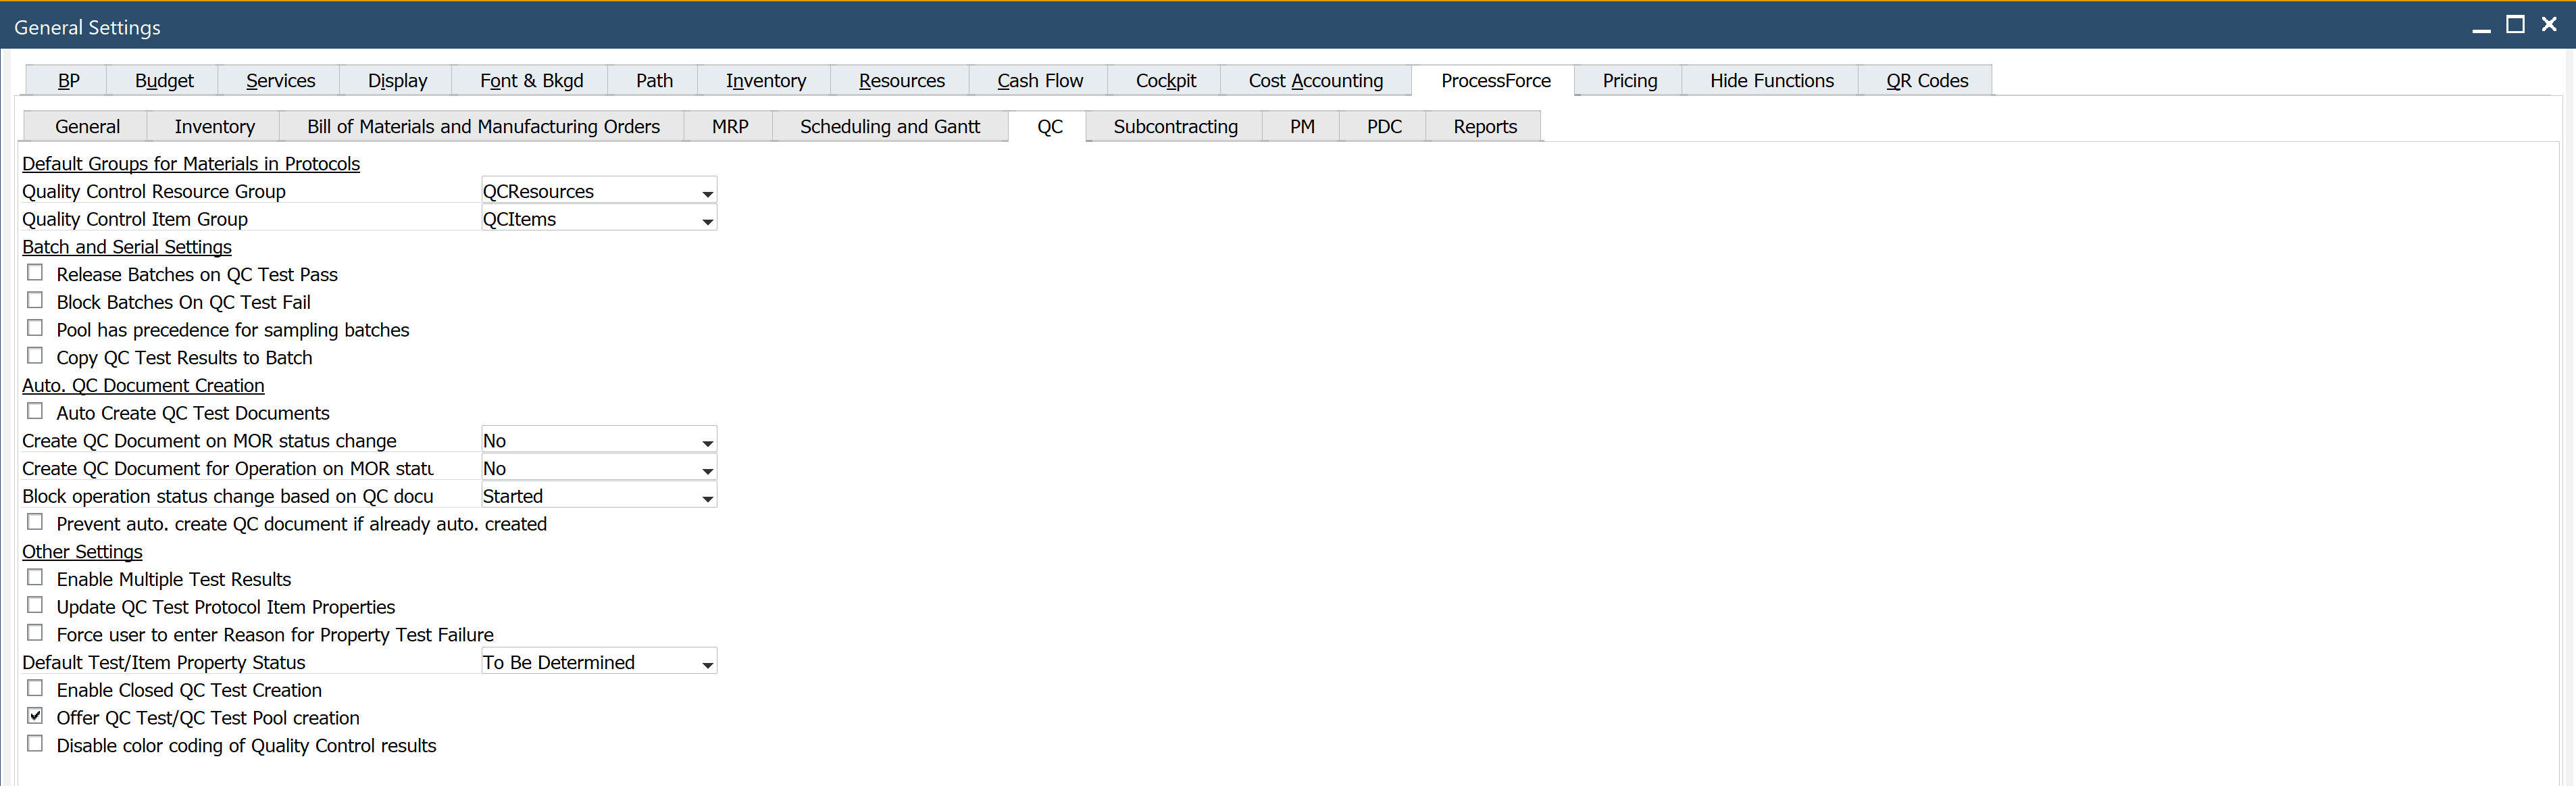 General Settings
BP Budget Services Display Font & Bkgd Path Inventory Resources Cash Flow Cockpit Cost Accounting ProcessForce Pricing Hide Functions QR Codes
General Inventory Bill of Materials and Manufacturing Orders MRP Scheduling and Gantt QC Subcontracting PM PDC Reports
Default Groups for Materials in Protocols
Quality Control Resource Group QCResources
Quality Control Item Group QCItems
Batch and Serial Settings
Release Batches on QC Test Pass
Block Batches On QC Test Fail
Pool has precedence for sampling batches
Copy QC Test Results to Batch
Auto. QC Document Creation
Auto Create QC Test Documents
Create QC Document on MOR status change No
Create QC Document for Operation on MOR statu No
Block operation status change based on QC docu Started
Prevent auto. create QC document if already auto. created
Other Settings
Enable Multiple Test Results
Update QC Test Protocol Item Properties
Force user to enter Reason for Property Test Failure
Default Test/Item Property Status To Be Determined
Enable Closed QC Test Creation
Offer QC Test/QC Test Pool creation
Disable color coding of Quality Control results